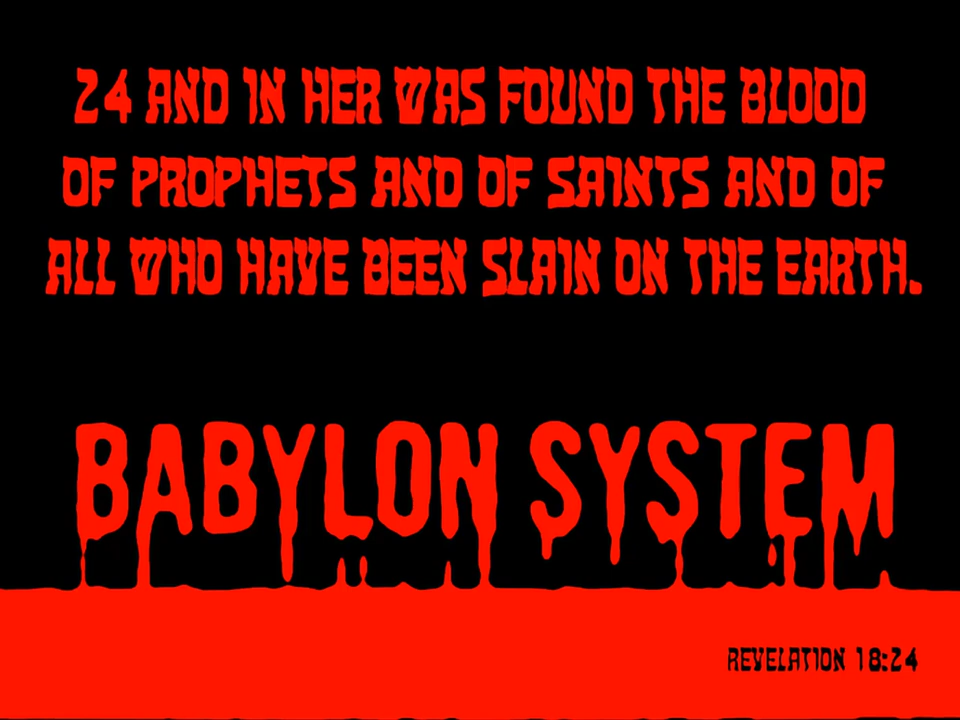 24 AND IN HER WAS FOUND THE BLOOD
OF PROPHETS AND OF SAINTS AND OF
ALL WHO HAVE BEEN SLAIN ON THE EARTH.
BABYLON SYSTEM
REVELATION 18:24